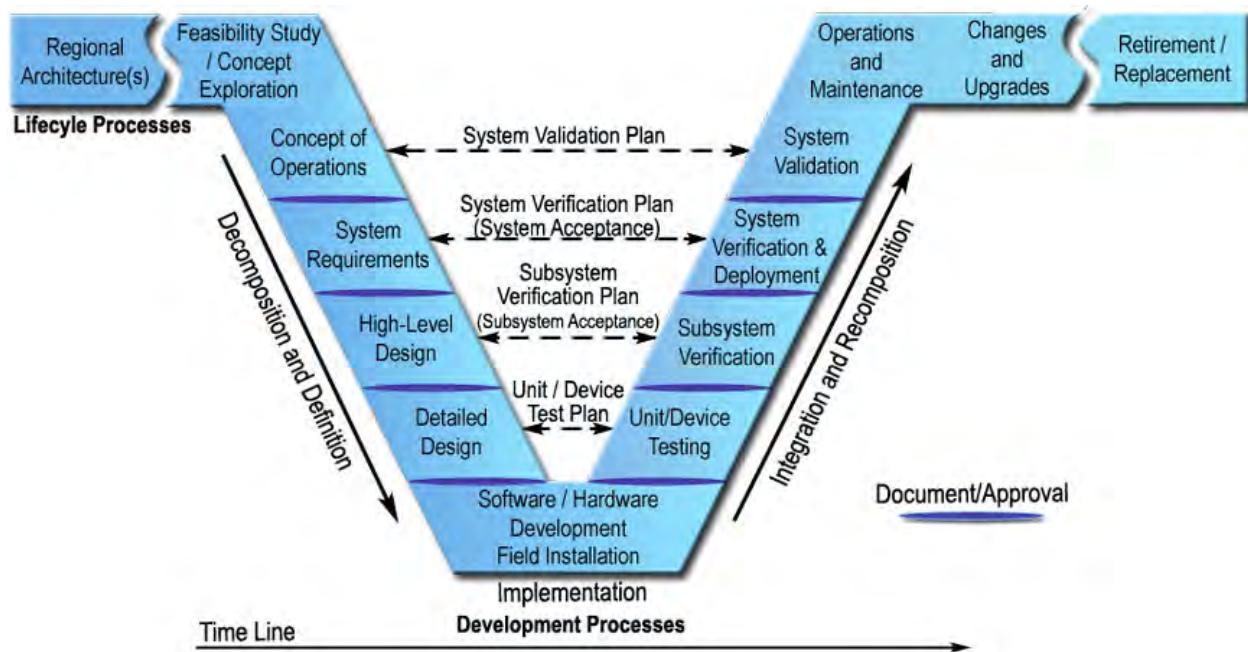 Regional
Architecture(s)
Feasibility Study
/ Concept
Exploration
Operations
and
Maintenance
Changes
and
Upgrades
Retirement /
Replacement
Lifecyle Processes
Concept of
Operations
System Validation Plan
System
Validation
System
Requirements
System Verification Plan
(System Acceptance)
System
Verification &
Deployment
High-Level
Design
Subsystem
Verification Plan
(Subsystem Acceptance)
Subsystem
Verification
Detailed
Design
Unit / Device
Test Plan
Unit/Device
Testing
Decomposition and Definition
Integration and Recomposition
Software / Hardware
Development
Field Installation
Document/Approval
Implementation
Development Processes
Time Line